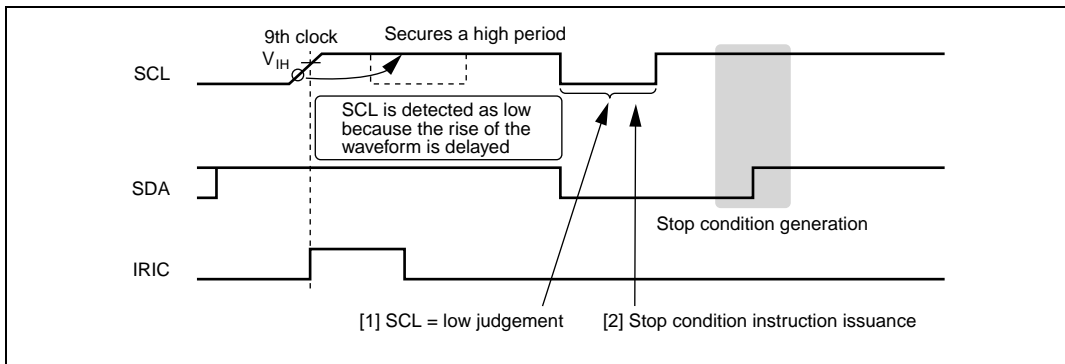 9th clock
Secures a high period
VIH
SCL
SCL is detected as low
because the rise of the
waveform is delayed
SDA
Stop condition generation
IRIC
[1] SCL = low judgement
[2] Stop condition instruction issuance